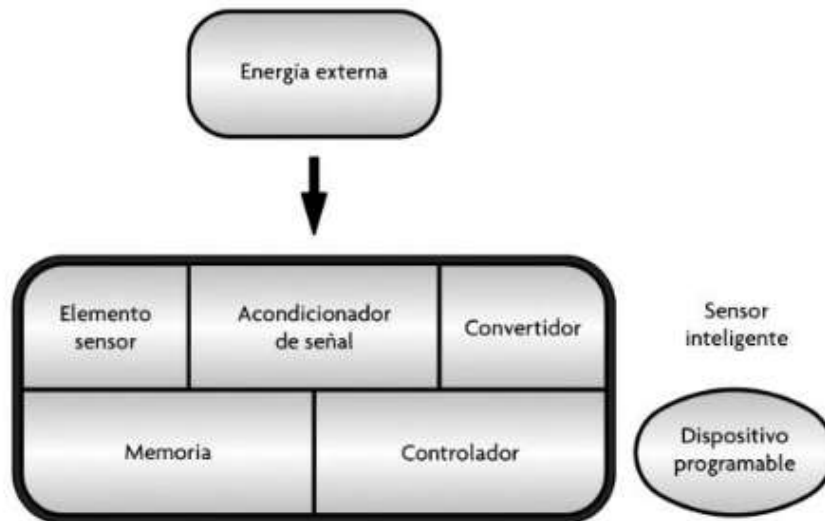 Energía externa
Elemento
sensor
Acondicionador
de señal
Convertidor
Sensor
inteligente
Memoria
Controlador
Dispositivo
programable